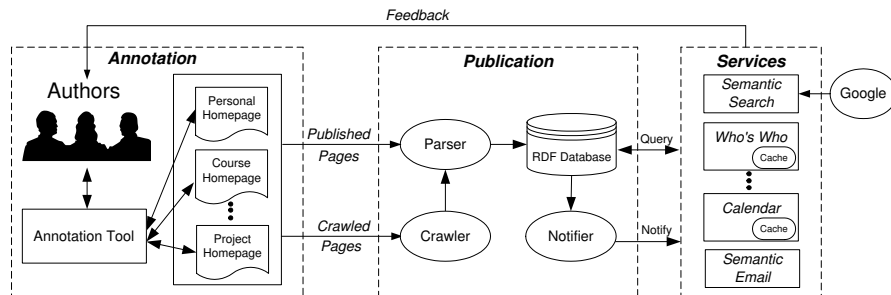 Feedback
Annotation
Authors
Annotation Tool
Personal
Homepage
Course
Homepage
Project
Homepage
Published
Pages
Crawled
Pages
Publication
Parser
Crawler
RDF Database
Notifier
Query
Notify
Services
Semantic
Search
Google
Who's Who
Cache
Calendar
Cache
Semantic
Email